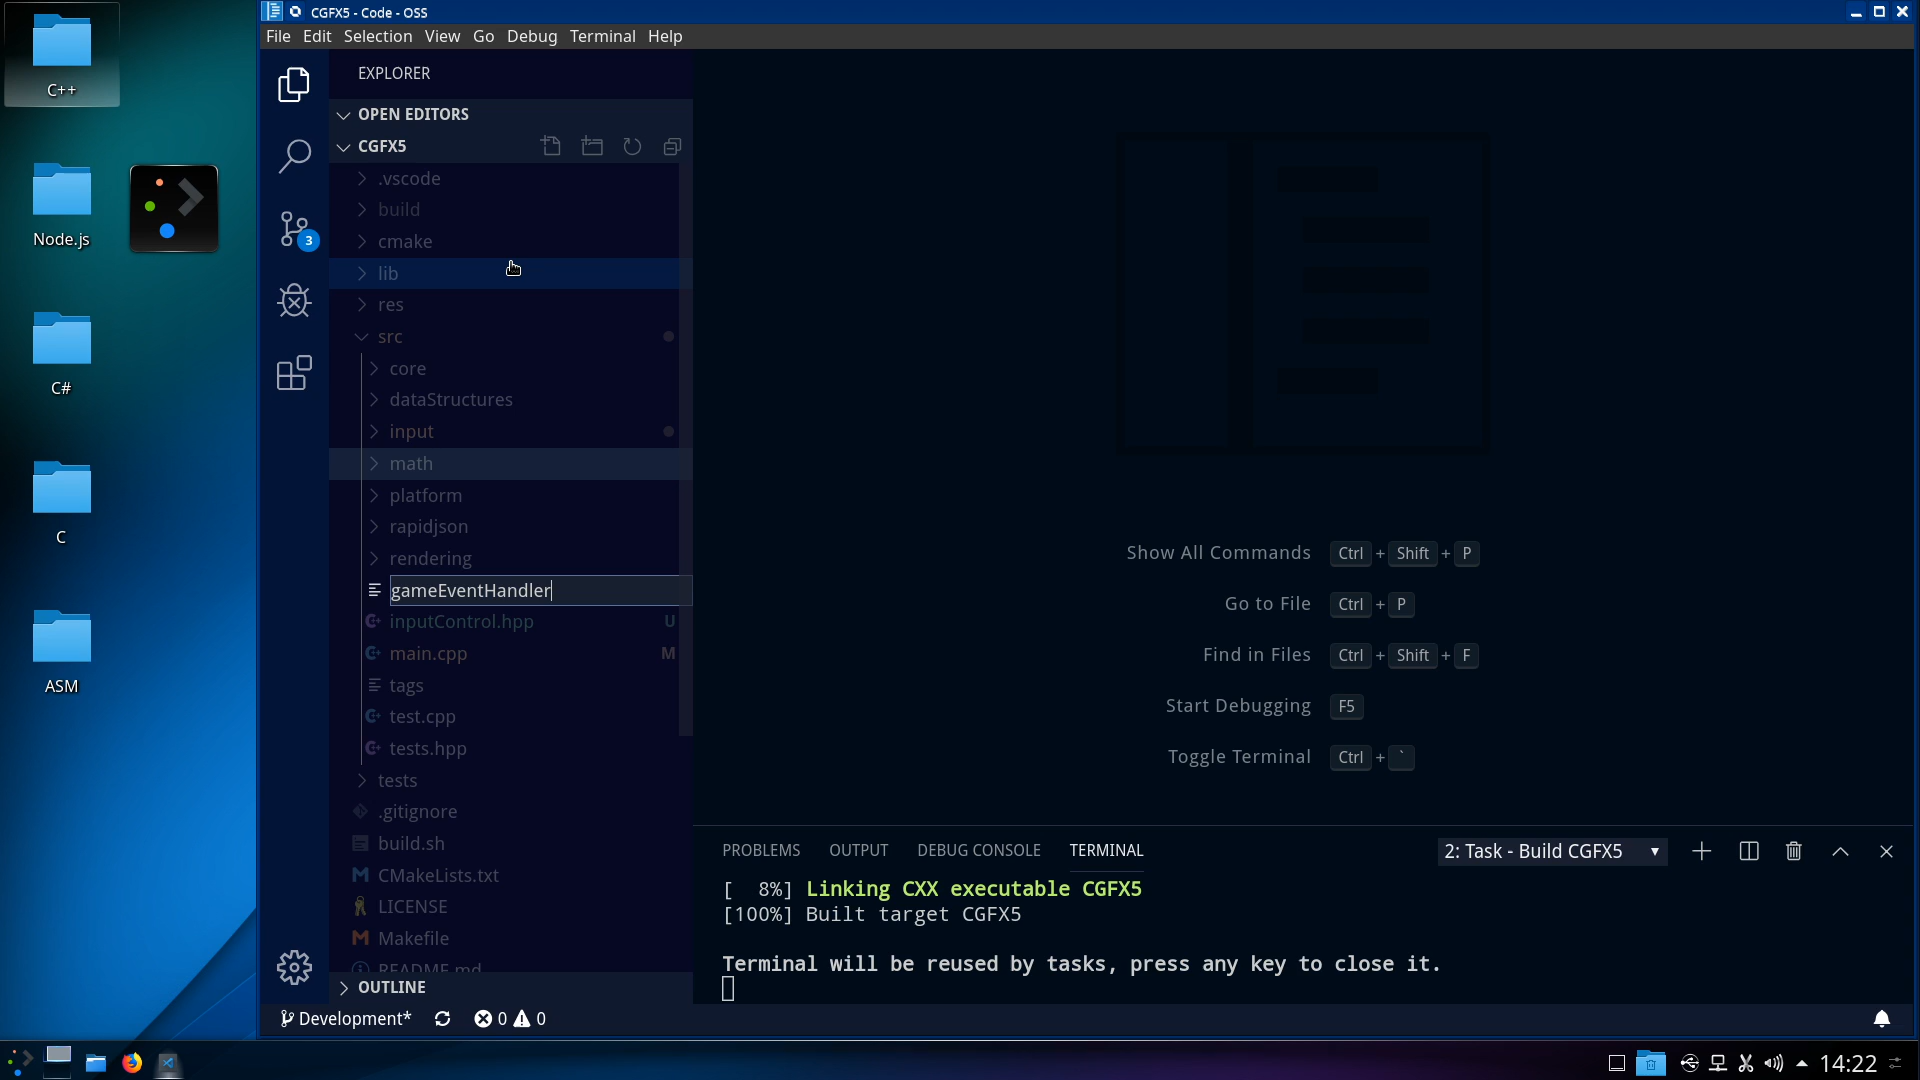 CGFX5 - Code - OSS
File Edit Selection View Go Debug Terminal Help
C++
Node.js
C#
C
ASM
3
EXPLORER
OPEN EDITORS
CGFX5
.vscode
build
cmake
lib
res
src
core
dataStructures
input
math
platform
rapidjson
rendering
gameEventHandler
inputControl.hpp U
main.cpp M
tags
test.cpp
tests.hpp
tests
.gitignore
build.sh
CMakeLists.txt
LICENSE
Makefile
README.md
OUTLINE
Show All Commands Ctrl + Shift + P
Go to File Ctrl + P
Find in Files Ctrl + Shift + F
Start Debugging F5
Toggle Terminal Ctrl + `
PROBLEMS OUTPUT DEBUG CONSOLE TERMINAL 2: Task - Build CGFX5
[  8%] Linking CXX executable CGFX5
[100%] Built target CGFX5
Terminal will be reused by tasks, press any key to close it.
Development* 0 0
14:22